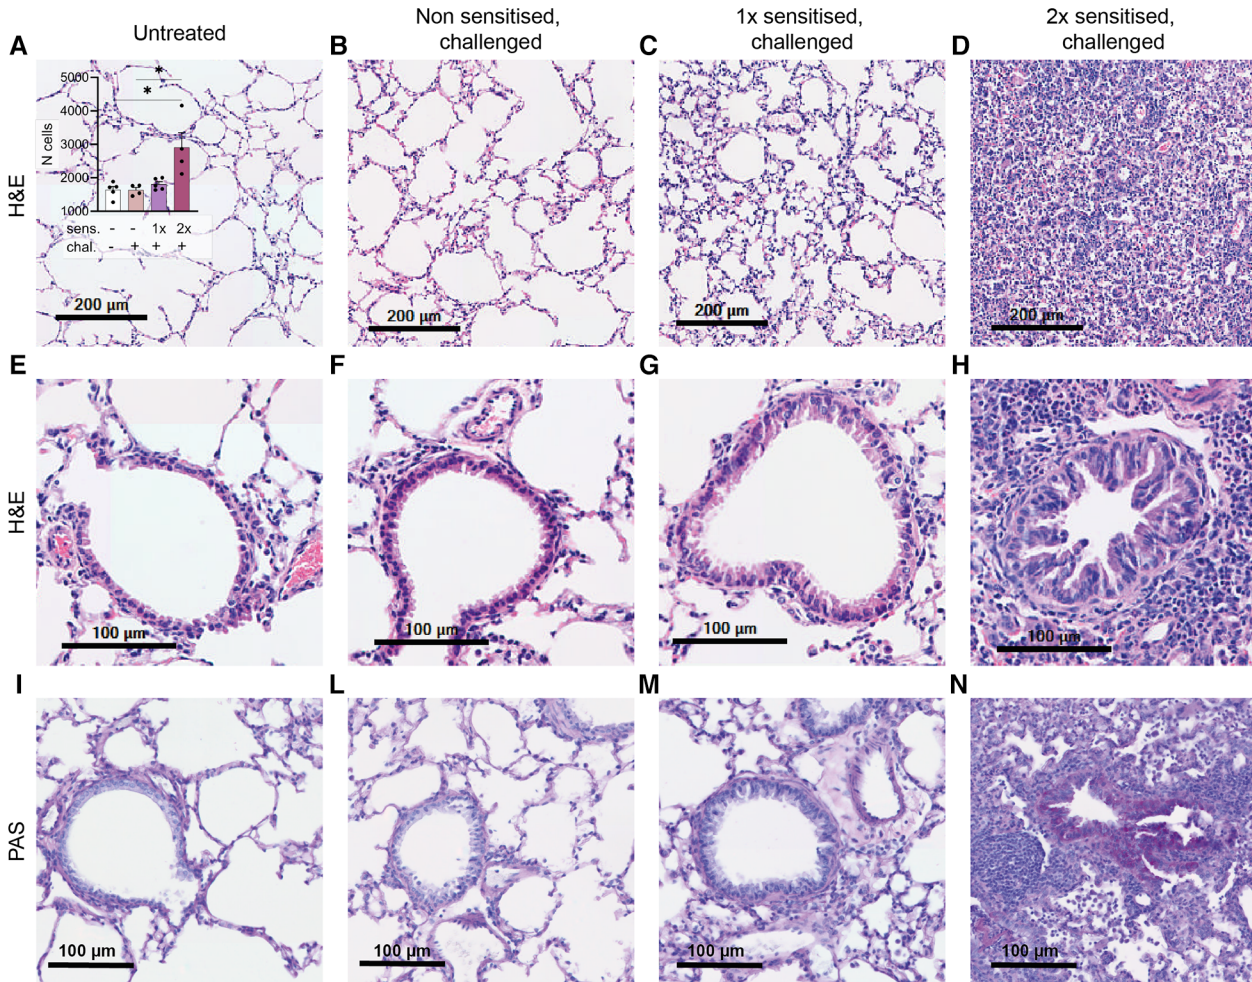 Untreated
Non sensitised,
challenged
1x sensitised,
challenged
2x sensitised,
challenged
A
B
C
D
H&E
5000
4000
3000
2000
1000
N cells
*
*
sens. - - 1x 2x
chal. - + + +
200 µm
200 µm
200 µm
200 µm
E
F
G
H
H&E
100 µm
100 µm
100 µm
100 µm
I
L
M
N
PAS
100 µm
100 µm
100 µm
100 µm